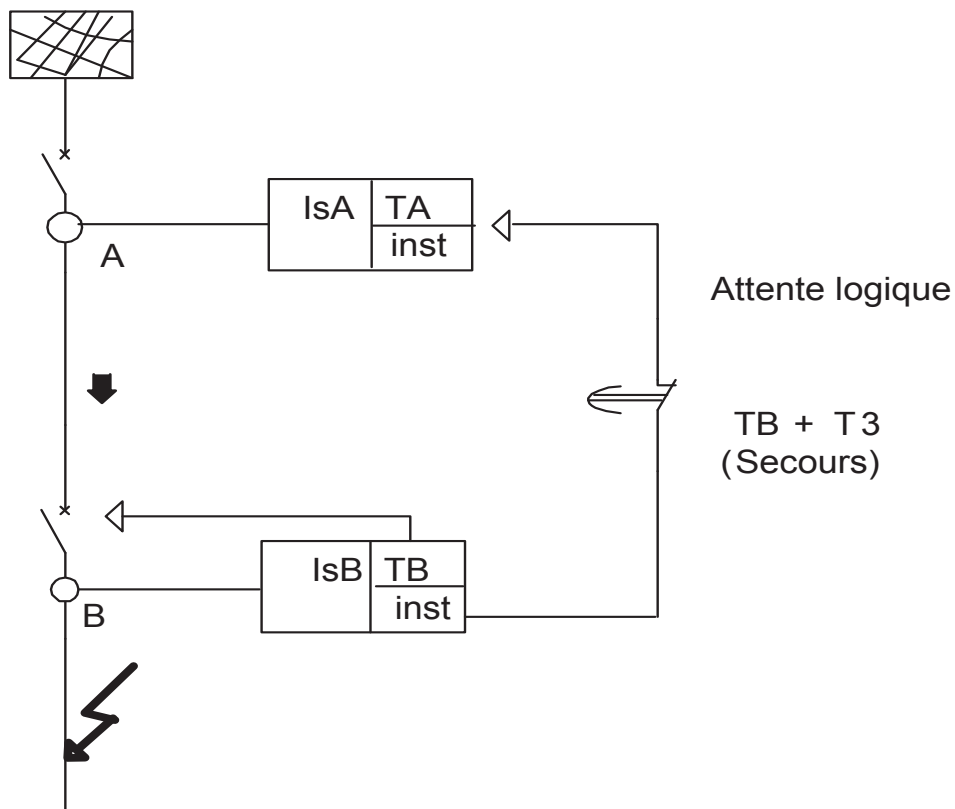 IsA TA
inst
A
Attente logique
TB + T3
(Secours)
IsB TB
inst
B